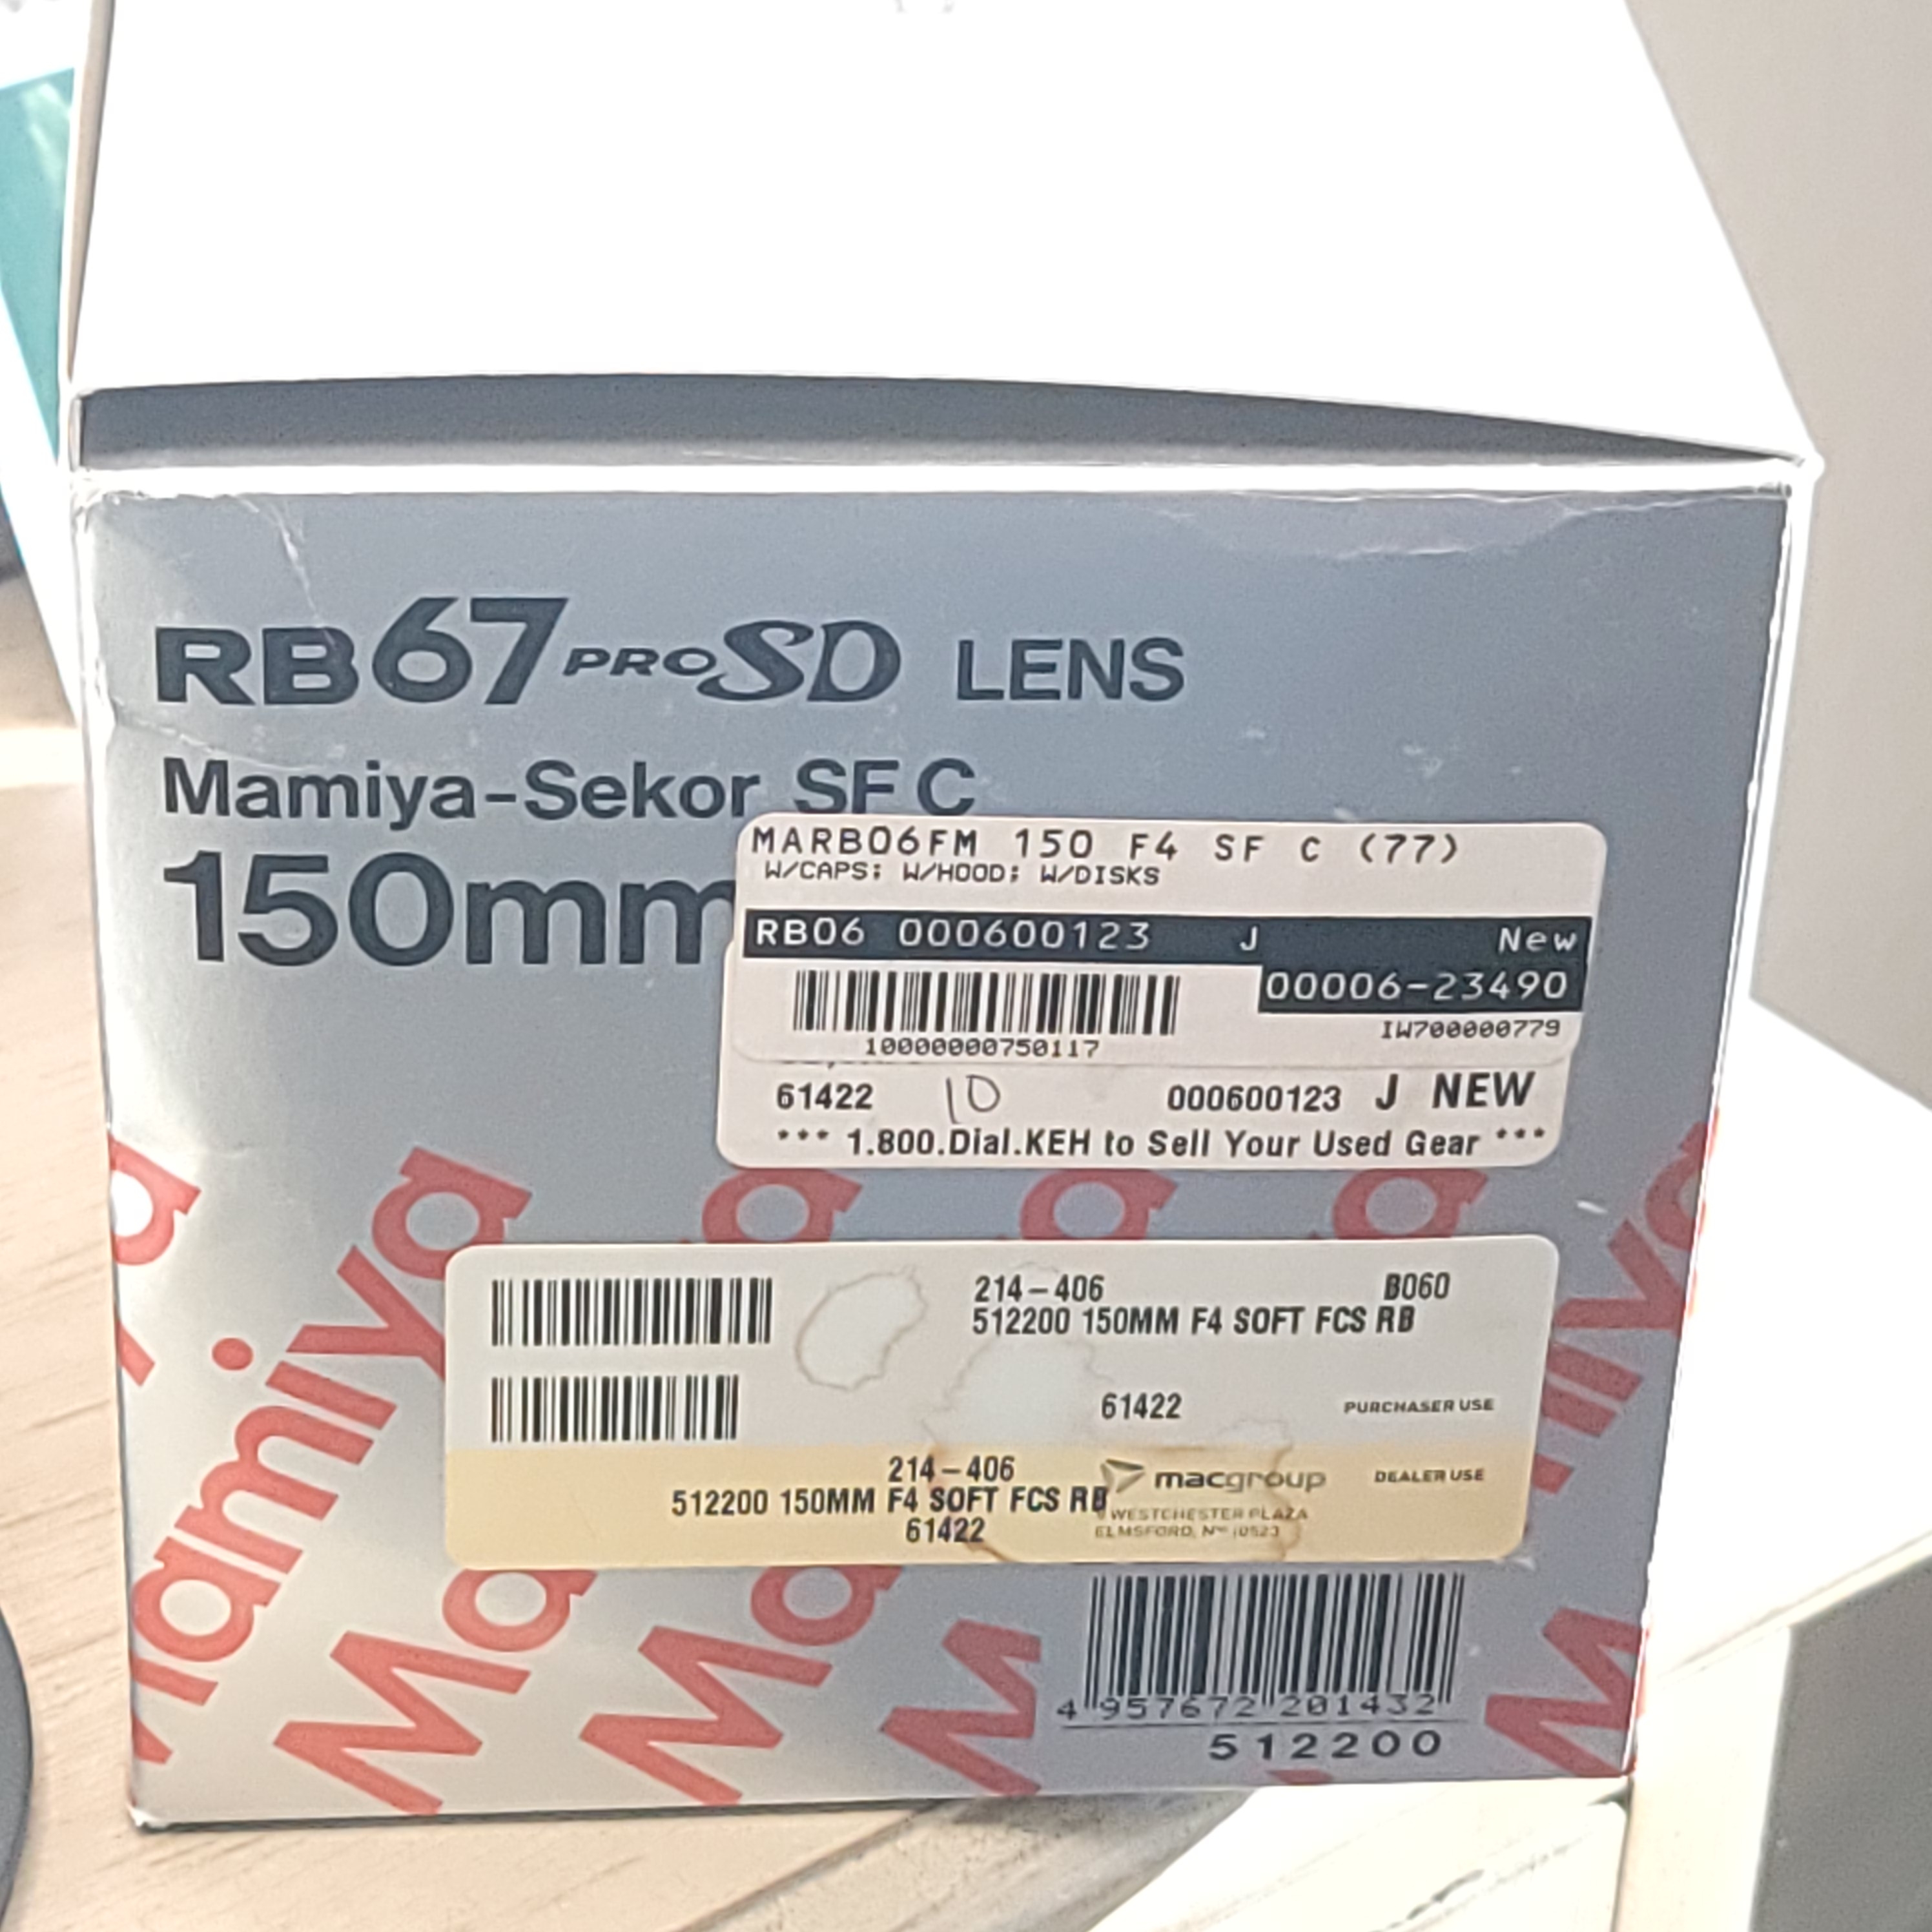 RB67 PRO SD LENS
Mamiya-Sekor SF C
150mm
MARB06FM 150 F4 SF C (77)
W/CAPS; W/HOOD; W/DISKS
RB06 000600123 J New
00006-23490
IW700000779
10000000750117
61422 10 000600123 J NEW
*** 1.800.Dial.KEH to Sell Your Used Gear ***
214-406 B060
512200 150MM F4 SOFT FCS RB
61422 PURCHASER USE
214-406
512200 150MM F4 SOFT FCS RB
61422
macgroup DEALER USE
WESTCHESTER PLAZA
ELMSFORD, 10523
Mamiya
4 957672 201432
512200